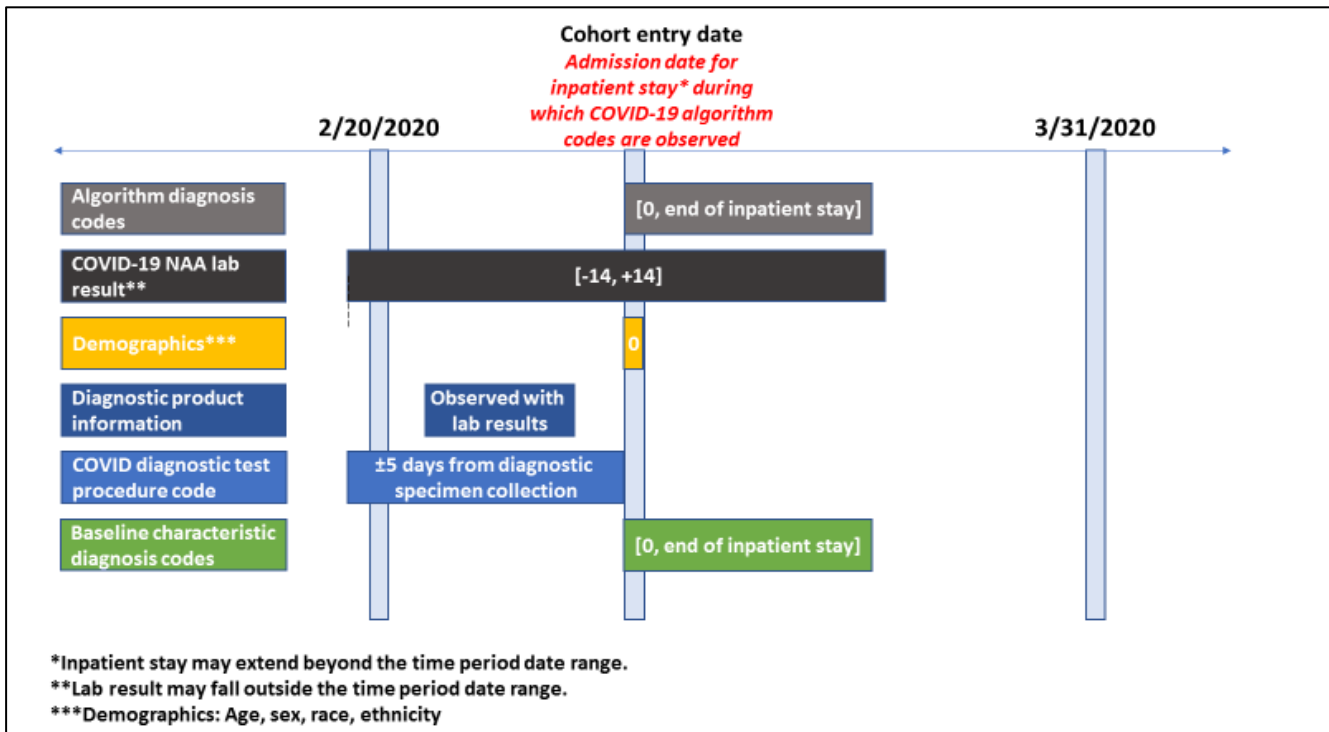 Cohort entry date
Admission date for
inpatient stay* during
which COVID-19 algorithm
codes are observed
2/20/2020
3/31/2020
Algorithm diagnosis
codes
[0, end of inpatient stay]
COVID-19 NAA lab
result**
[-14, +14]
Demographics***
0
Diagnostic product
information
Observed with
lab results
COVID diagnostic test
procedure code
±5 days from diagnostic
specimen collection
Baseline characteristic
diagnosis codes
[0, end of inpatient stay]
*Inpatient stay may extend beyond the time period date range.
**Lab result may fall outside the time period date range.
***Demographics: Age, sex, race, ethnicity